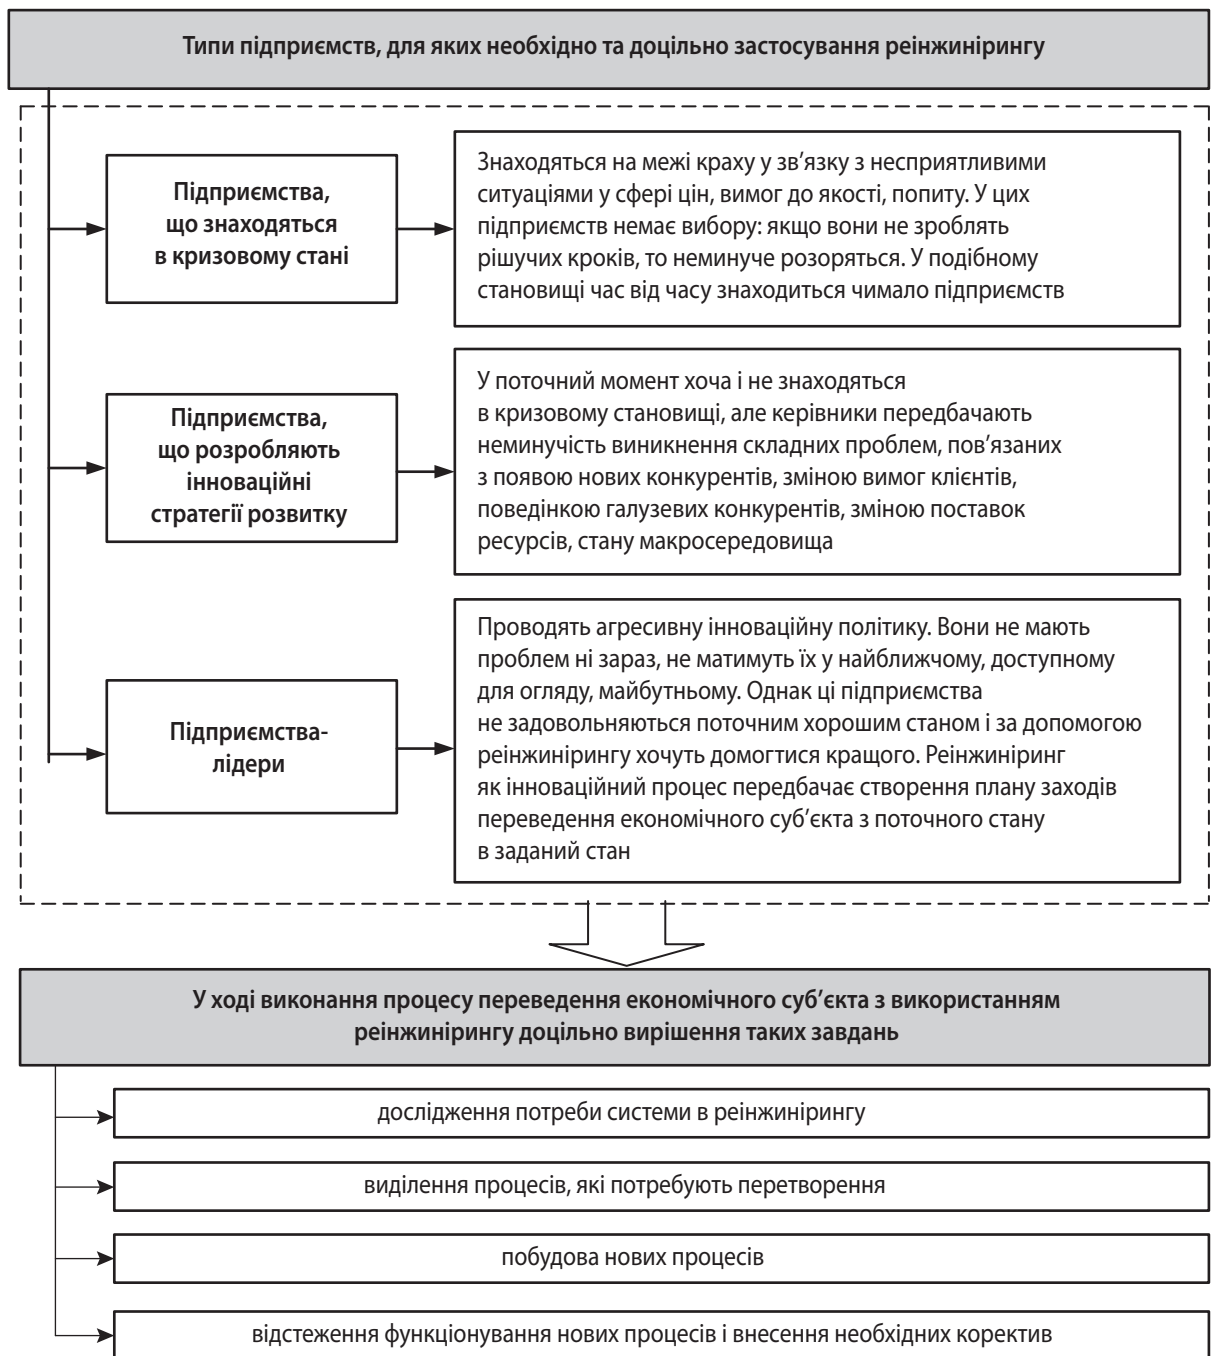 Типи підприємств, для яких необхідно та доцільно застосування реінжинірингу
Підприємства,
що знаходяться
в кризовому стані
Знаходяться на межі краху у зв’язку з несприятливими
ситуаціями у сфері цін, вимог до якості, попиту. У цих
підприємств немає вибору: якщо вони не зроблять
рішучих кроків, то неминуче розоряться. У подібному
становищі час від часу знаходиться чимало підприємств
Підприємства,
що розробляють
інноваційні
стратегії розвитку
У поточний момент хоча і не знаходяться
в кризовому становищі, але керівники передбачають
неминучість виникнення складних проблем, пов’язаних
з появою нових конкурентів, зміною вимог клієнтів,
поведінкою галузевих конкурентів, зміною поставок
ресурсів, стану макросередовища
Підприємства-
лідери
Проводять агресивну інноваційну політику. Вони не мають
проблем ні зараз, не матимуть їх у найближчому, доступному
для огляду, майбутньому. Однак ці підприємства
не задовольняються поточним хорошим станом і за допомогою
реінжинірингу хочуть домогтися кращого. Реінжиніринг
як інноваційний процес передбачає створення плану заходів
переведення економічного суб’єкта з поточного стану
в заданий стан
У ході виконання процесу переведення економічного суб’єкта з використанням
реінжинірингу доцільно вирішення таких завдань
дослідження потреби системи в реінжинірингу
виділення процесів, які потребують перетворення
побудова нових процесів
відстеження функціонування нових процесів і внесення необхідних коректив